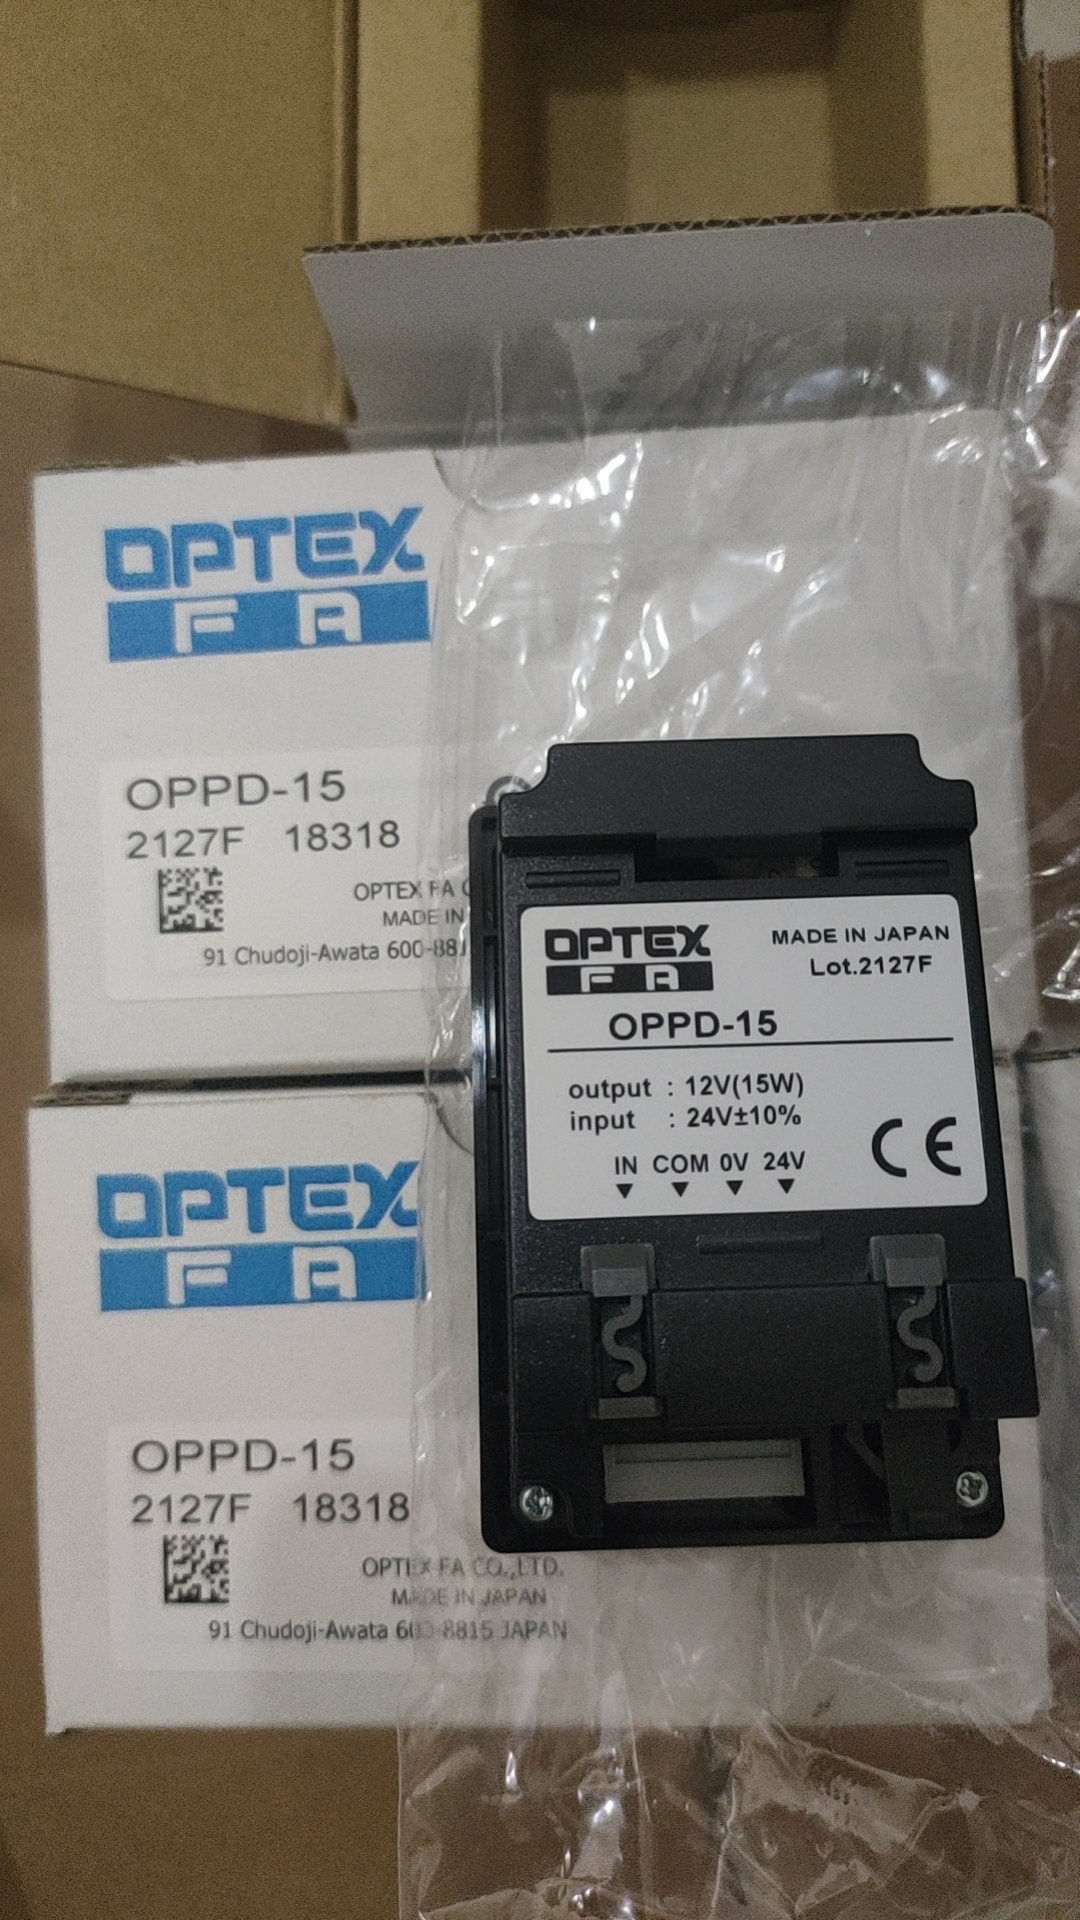 OPTEX
FA
OPPD-15
2127F 18318
OPTEX FA
MADE IN
91 Chudoji-Awata 600-881
OPTEX
FA
MADE IN JAPAN
Lot.2127F
OPPD-15
output : 12V(15W)
input : 24V±10%
IN COM 0V 24V
CE
OPTEX
FA
OPPD-15
2127F 18318
OPTEX FA CO.,LTD.
MADE IN JAPAN
91 Chudoji-Awata 600-8815 JAPAN